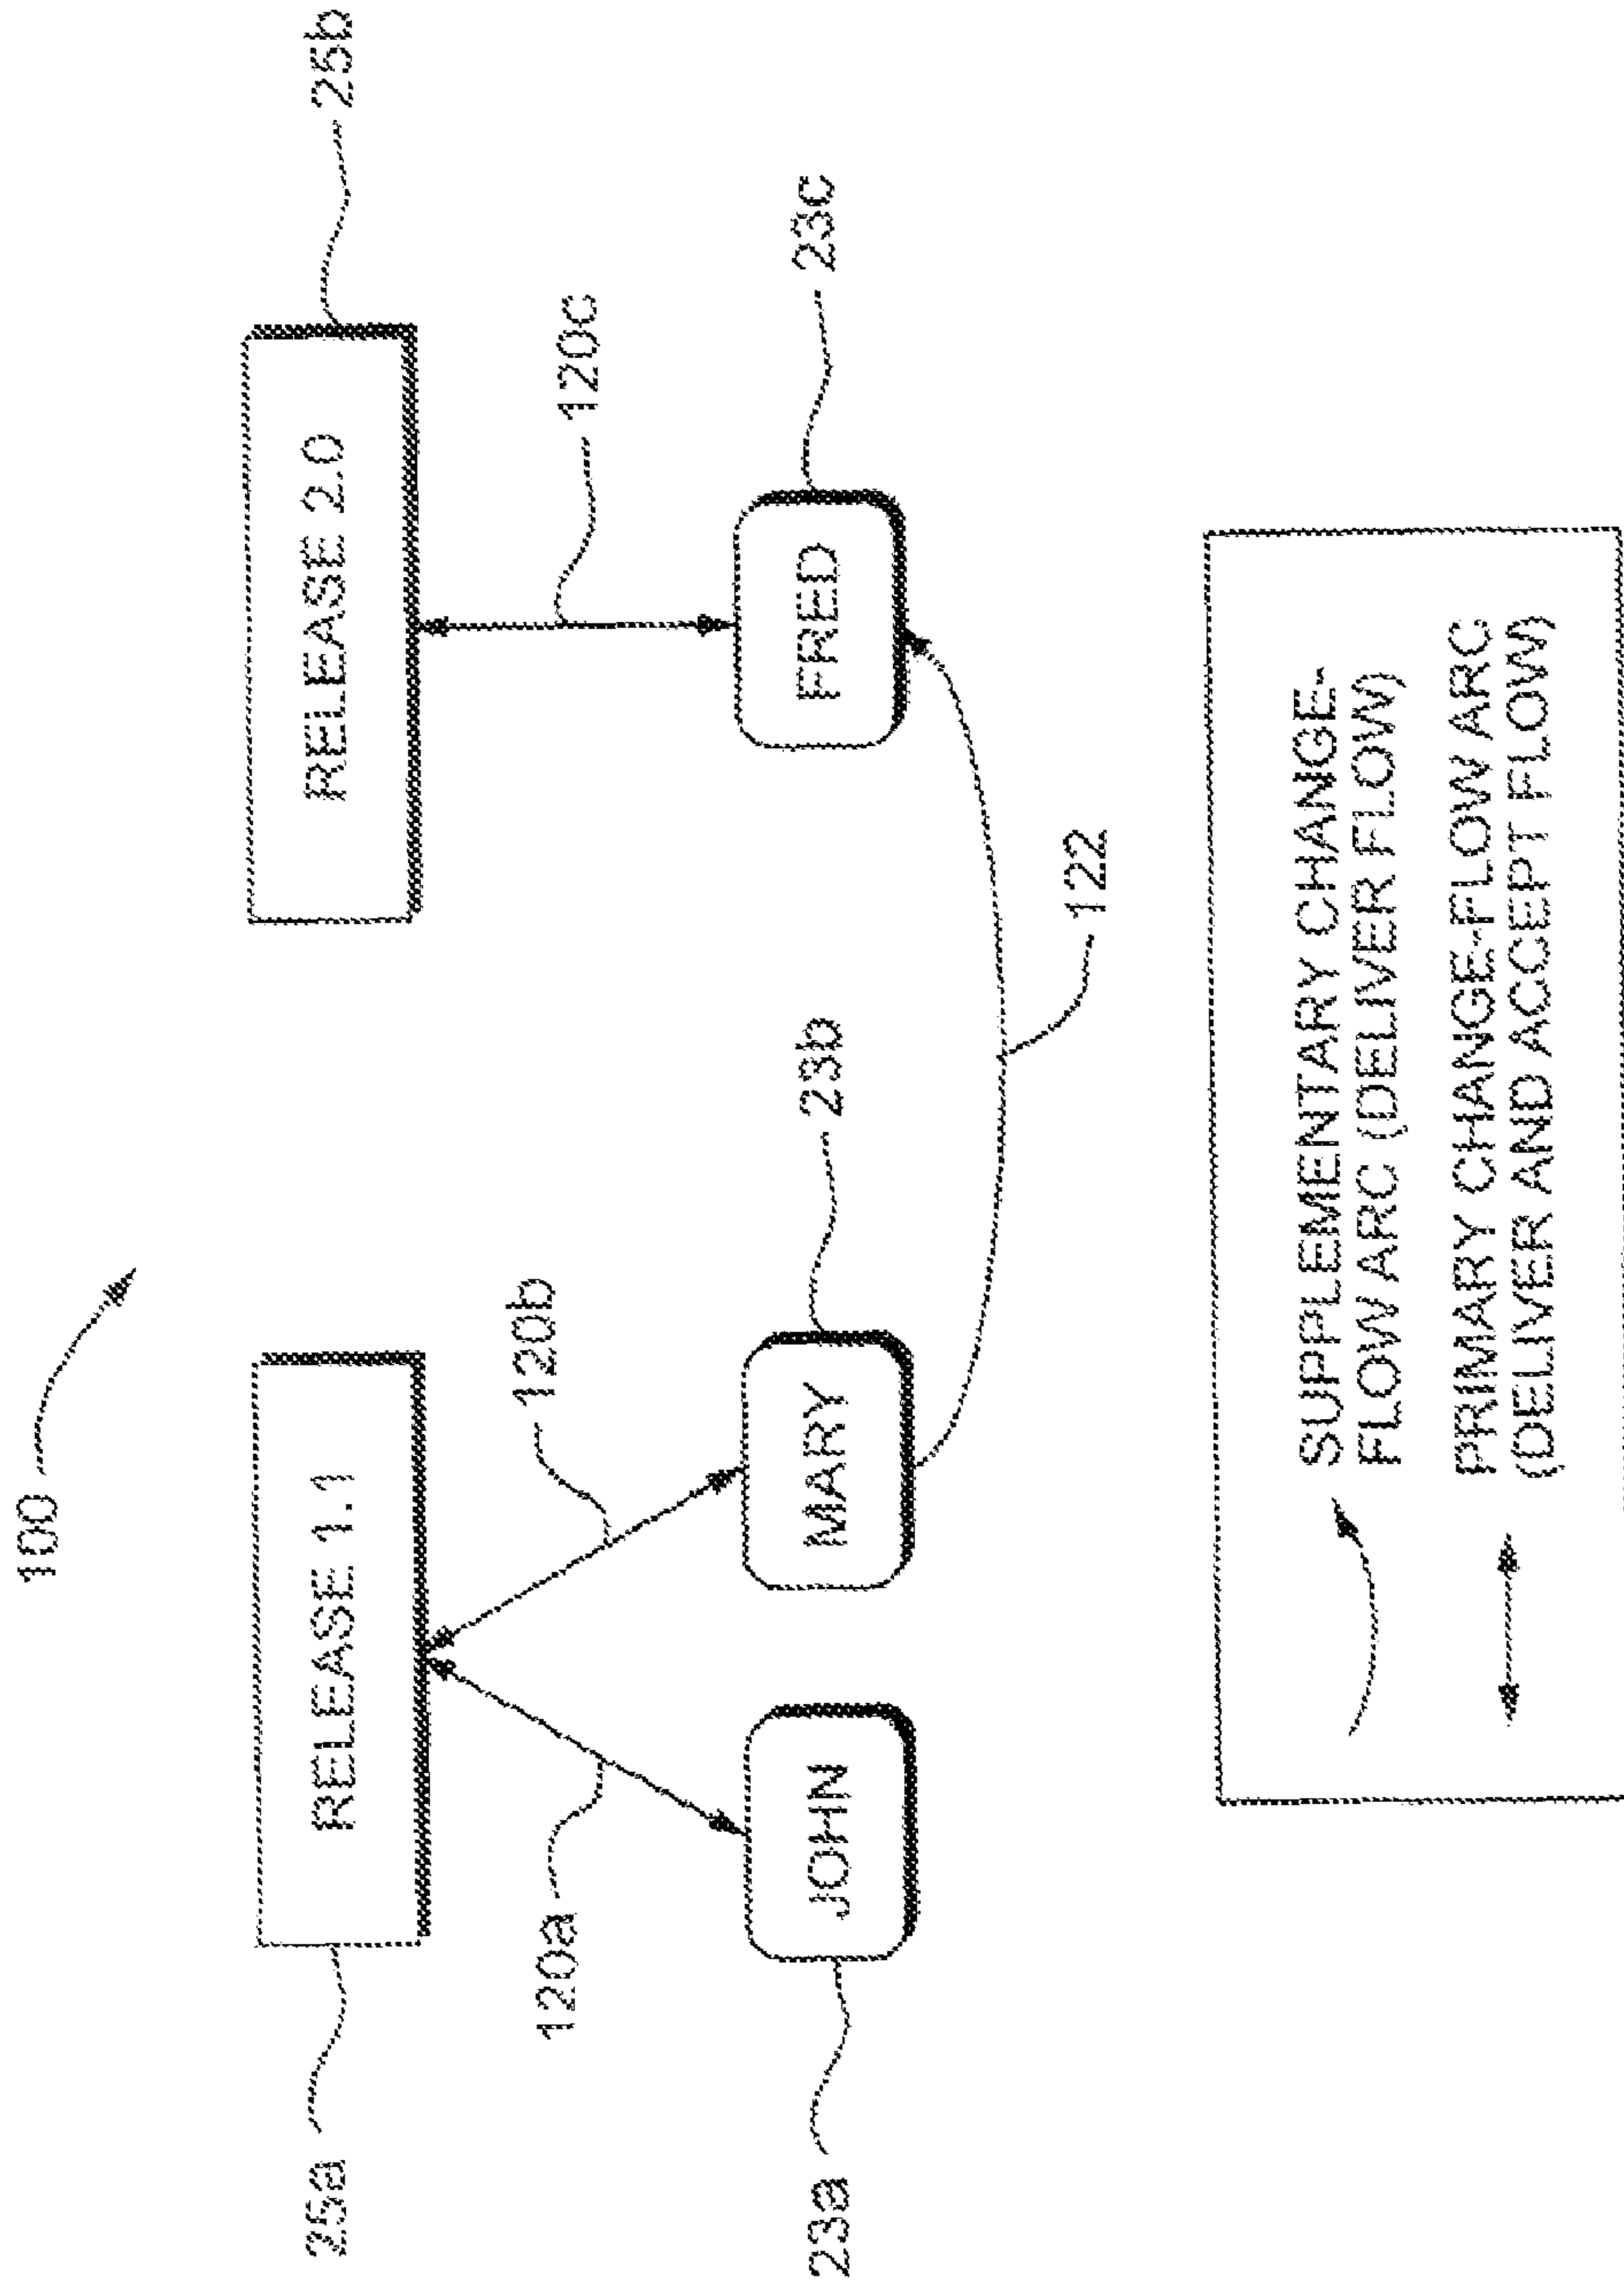 100
25a
RELEASE 1.1
RELEASE 2.0
25b
120a
120b
120c
23a
JOHN
MARY
23b
FRED
23c
122
SUPPLEMENTARY CHANGE-
FLOW ARC (DELIVER FLOW)
PRIMARY CHANGE-FLOW ARC
(DELIVER AND ACCEPT FLOW)